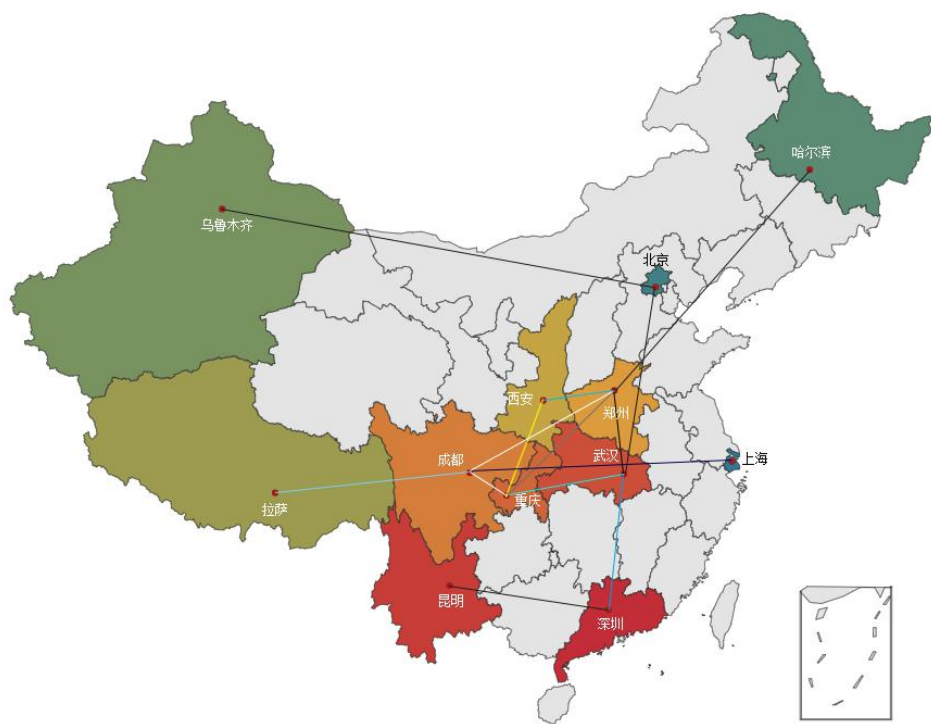 哈尔滨
乌鲁木齐
北京
西安
郑州
成都
武汉
上海
重庆
拉萨
昆明
深圳